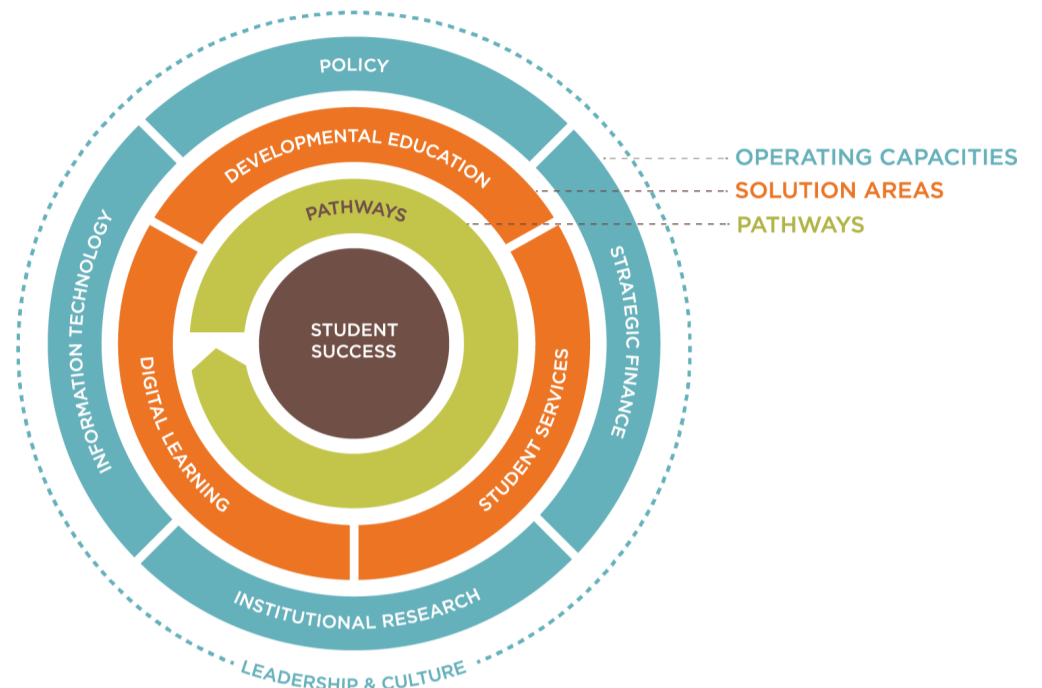 POLICY
DEVELOPMENTAL EDUCATION
PATHWAYS
STUDENT
SUCCESS
INFORMATION TECHNOLOGY
DIGITAL LEARNING
STUDENT SERVICES
STRATEGIC FINANCE
INSTITUTIONAL RESEARCH
LEADERSHIP & CULTURE
OPERATING CAPACITIES
SOLUTION AREAS
PATHWAYS